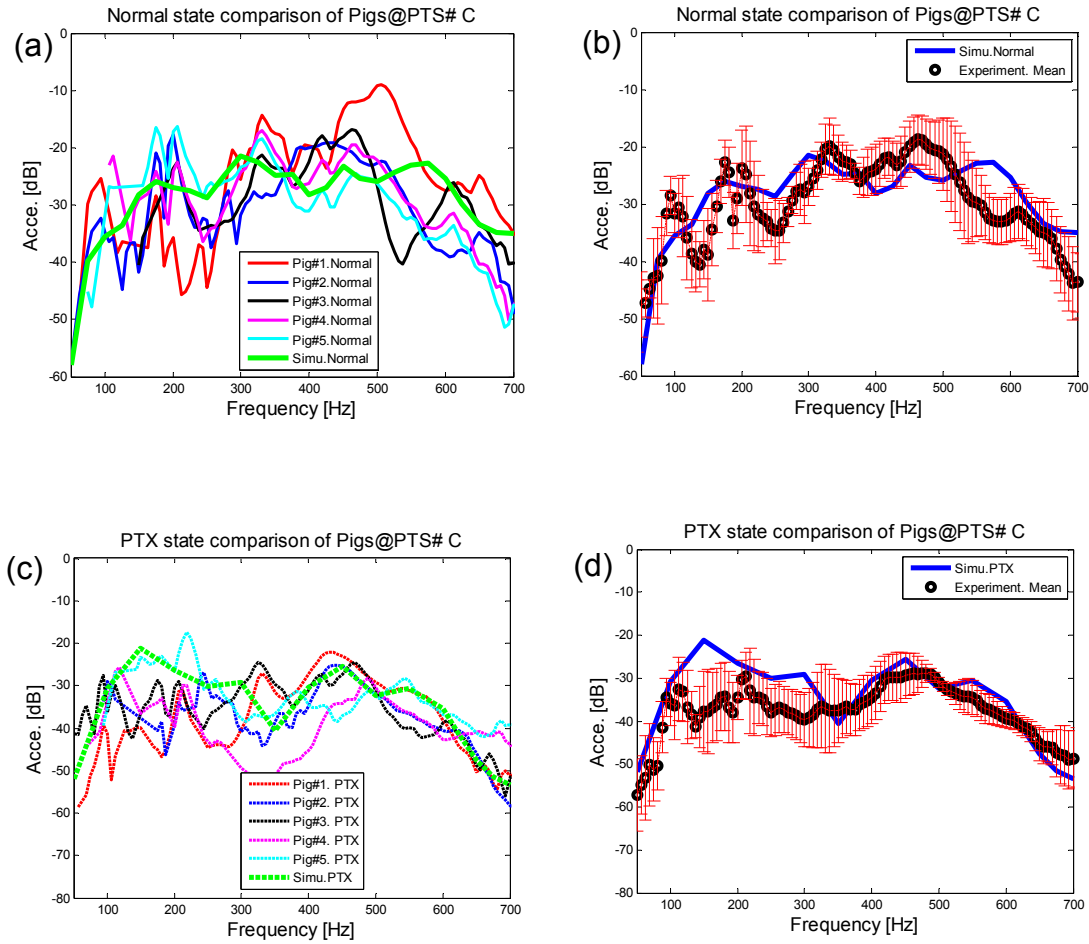 Normal state comparison of Pigs@PTS# C
(a)
0
-10
-20
-30
-40
-50
-60
Acce. [dB]
100 200 300 400 500 600 700
Frequency [Hz]
Pig#1.Normal
Pig#2.Normal
Pig#3.Normal
Pig#4.Normal
Pig#5.Normal
Simu.Normal
Normal state comparison of Pigs@PTS# C
(b)
0
-10
-20
-30
-40
-50
-60
Acce. [dB]
100 200 300 400 500 600 700
Frequency [Hz]
Simu.Normal
Experiment. Mean
PTX state comparison of Pigs@PTS# C
(c)
0
-10
-20
-30
-40
-50
-60
-70
-80
Acce. [dB]
100 200 300 400 500 600 700
Frequency [Hz]
Pig#1. PTX
Pig#2. PTX
Pig#3. PTX
Pig#4. PTX
Pig#5. PTX
Simu.PTX
PTX state comparison of Pigs@PTS# C
(d)
0
-10
-20
-30
-40
-50
-60
-70
-80
Acce. [dB]
100 200 300 400 500 600 700
Frequency [Hz]
Simu.PTX
Experiment. Mean